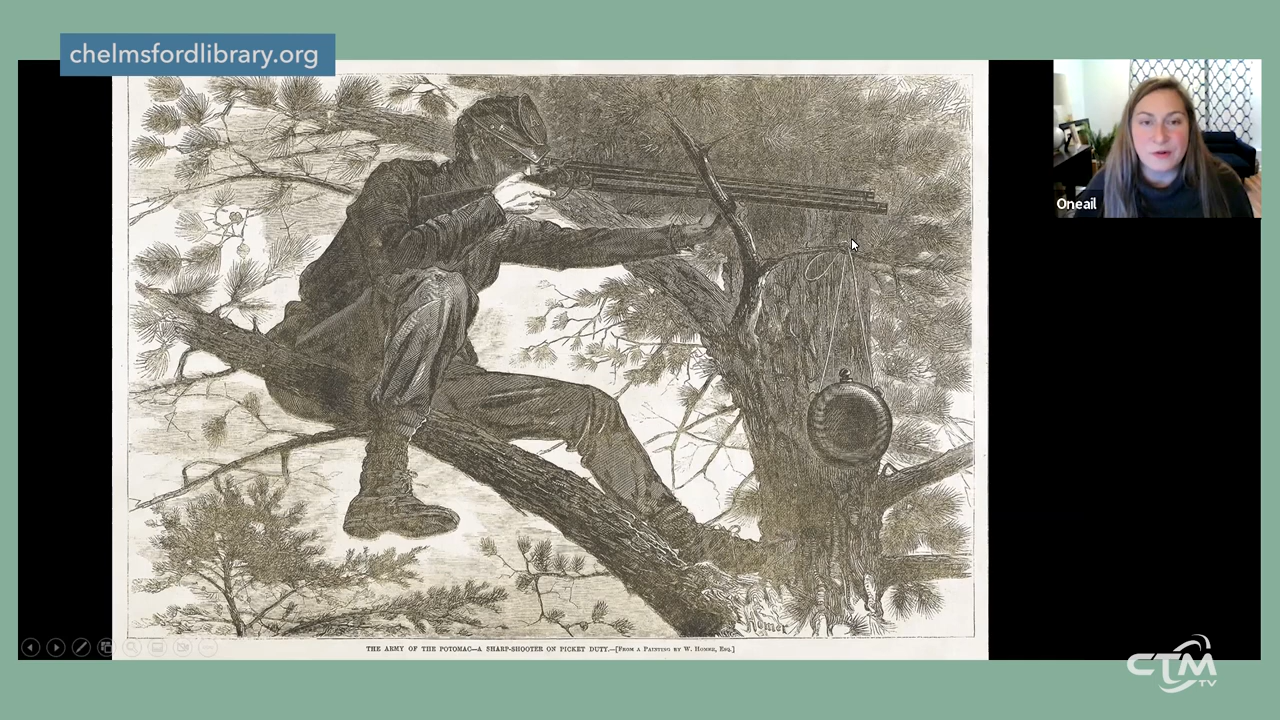 chelmsfordlibrary.org
Oneail
Homer
THE ARMY OF THE POTOMAC—A SHARP-SHOOTER ON PICKET DUTY.—[From a Painting by W. Homer, Esq.]
CTM
TV